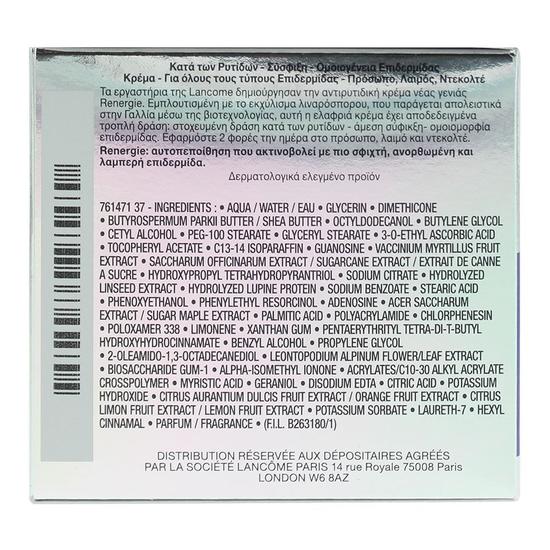 Κατά των Ρυτίδων - Σύσφιξη - Ομοιογένεια Επιδερμίδας
Κρέμα - Για όλους τους τύπους Επιδερμίδας - Πρόσωπο, Λαιμός, Ντεκολτέ
Τα εργαστήρια της Lancome δημιούργησαν την αντιρυτιδική κρέμα νέας γενιάς
Renergie. Εμπλουτισμένη με το εκχύλισμα λιναρόσπορου, που παράγεται απολειστικά
στην Γαλλία μέσω της βιοτεχνολογίας, αυτή η ελαφριά κρέμα έχει αποδεδειγμένα
τροπλή δράση: στοχευμένη δράση κατά των ρυτίδων - άμεση σύφιξη- ομοιομορφία
επιδερμίδας. Εφαρμόστε 2 φορές την ημέρα στο πρόσωπο, λαιμό και ντεκολτέ.
Renergie: αυτοπεποίθηση που ακτινοβολεί με πιο σφιχτή, ανορθωμένη και
λαμπερή επιδερμίδα.
Δερματολογικά ελεγμένο προϊόν
761471 37 - INGREDIENTS : • AQUA / WATER / EAU • GLYCERIN • DIMETHICONE
• BUTYROSPERMUM PARKII BUTTER / SHEA BUTTER • OCTYLDODECANOL • BUTYLENE GLYCOL
• CETYL ALCOHOL • PEG-100 STEARATE • GLYCERYL STEARATE • 3-O-ETHYL ASCORBIC ACID
• TOCOPHERYL ACETATE • C13-14 ISOPARAFFIN • GUANOSINE • VACCINIUM MYRTILLUS FRUIT
EXTRACT • SACCHARUM OFFICINARUM EXTRACT / SUGARCANE EXTRACT / EXTRAIT DE CANNE
A SUCRE • HYDROXYPROPYL TETRAHYDROPYRANTRIOL • SODIUM CITRATE • HYDROLYZED
LINSEED EXTRACT • HYDROLYZED LUPINE PROTEIN • SODIUM BENZOATE • STEARIC ACID
• PHENOXYETHANOL • PHENYLETHYL RESORCINOL • ADENOSINE • ACER SACCHARUM
EXTRACT / SUGAR MAPLE EXTRACT • PALMITIC ACID • POLYACRYLAMIDE • CHLORPHENESIN
• POLOXAMER 338 • LIMONENE • XANTHAN GUM • PENTAERYTHRITYL TETRA-DI-T-BUTYL
HYDROXYHYDROCINNAMATE • BENZYL ALCOHOL • PROPYLENE GLYCOL
• 2-OLEAMIDO-1,3-OCTADECANEDIOL • LEONTOPODIUM ALPINUM FLOWER/LEAF EXTRACT
• BIOSACCHARIDE GUM-1 • ALPHA-ISOMETHYL IONONE • ACRYLATES/C10-30 ALKYL ACRYLATE
CROSSPOLYMER • MYRISTIC ACID • GERANIOL • DISODIUM EDTA • CITRIC ACID • POTASSIUM
HYDROXIDE • CITRUS AURANTIUM DULCIS FRUIT EXTRACT / ORANGE FRUIT EXTRACT • CITRUS
LIMON FRUIT EXTRACT / LEMON FRUIT EXTRACT • POTASSIUM SORBATE • LAURETH-7 • HEXYL
CINNAMAL • PARFUM / FRAGRANCE • (F.I.L. B263180/1)
DISTRIBUTION RÉSERVÉE AUX DÉPOSITAIRES AGRÉÉS
PAR LA SOCIÉTÉ LANCÔME PARIS 14 rue Royale 75008 Paris
LONDON W6 8AZ